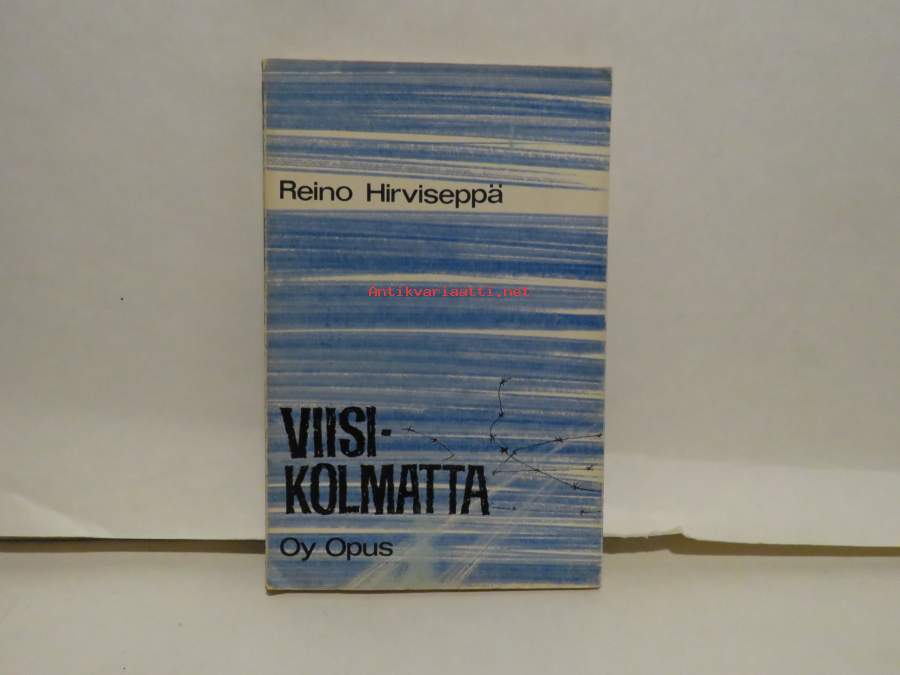 Reino Hirviseppä
Antikvariaatti.net
VIISI-
KOLMATTA
Oy Opus